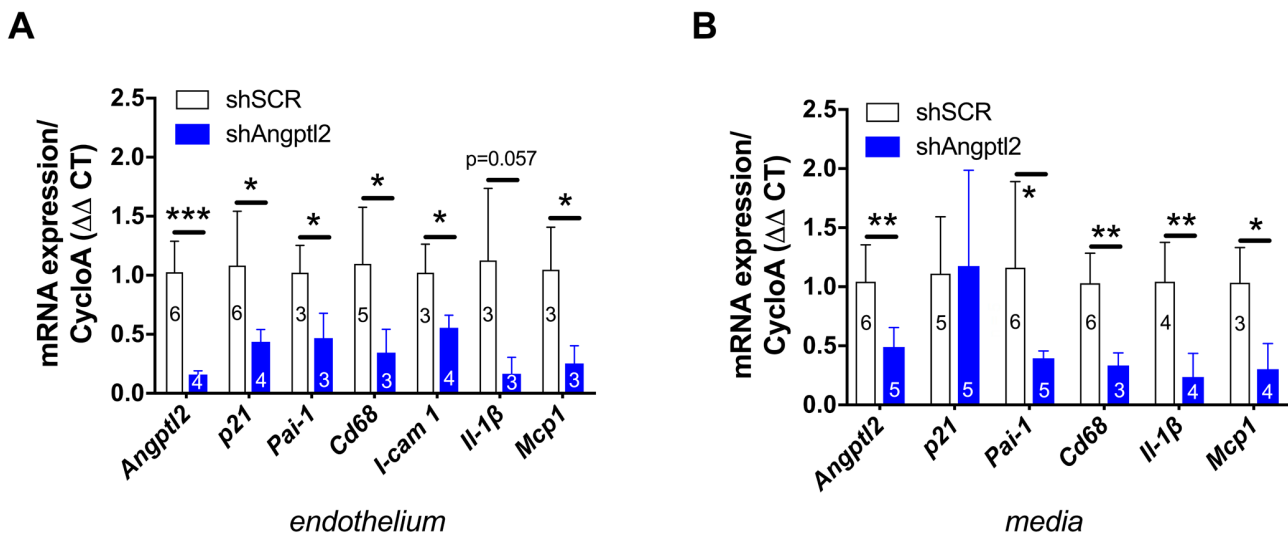 A
mRNA expression/
CycloA (ΔΔ CT)
2.5
2.0
1.5
1.0
0.5
0.0
shSCR
shAngptl2
***
*
*
*
*
p=0.057
*
6
4
6
4
3
3
5
3
3
4
3
3
3
3
Angptl2
p21
Pai-1
Cd68
I-cam 1
Il-1β
Mcp1
endothelium
B
mRNA expression/
CycloA (ΔΔ CT)
2.5
2.0
1.5
1.0
0.5
0.0
shSCR
shAngptl2
**
*
**
**
*
6
5
5
5
6
5
6
3
4
4
3
4
Angptl2
p21
Pai-1
Cd68
Il-1β
Mcp1
media